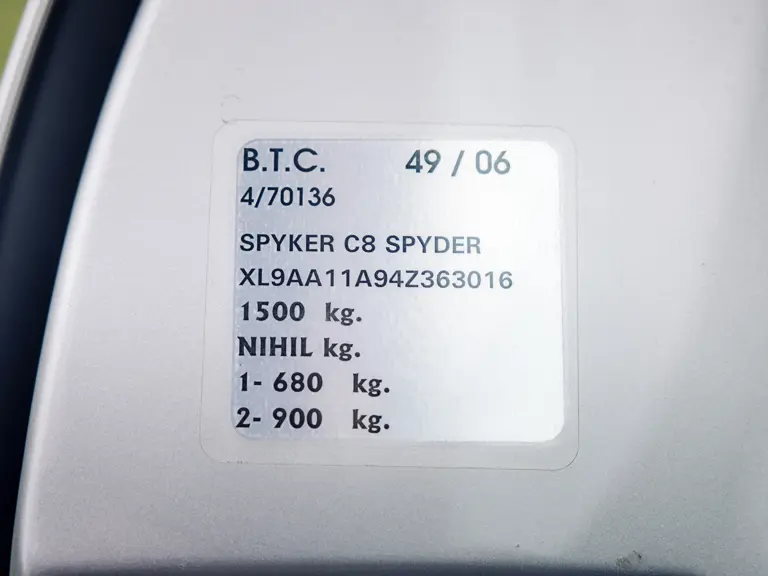 B.T.C. 49 / 06
4/70136
SPYKER C8 SPYDER
XL9AA11A94Z363016
1500 kg.
NIHIL kg.
1- 680 kg.
2- 900 kg.